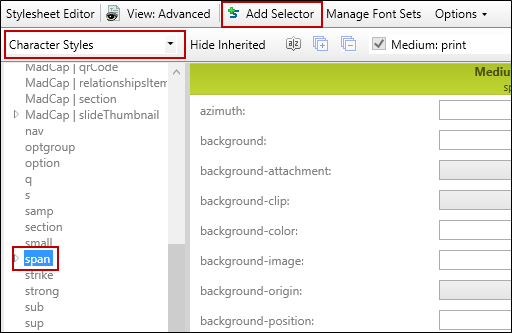 Stylesheet Editor View: Advanced Add Selector Manage Font Sets Options
Character Styles Hide Inherited Medium: print
MadCap | qrCode
MadCap | relationshipsItem
MadCap | section
MadCap | slideThumbnail
nav
optgroup
option
q
s
samp
section
small
span
strike
strong
sub
sup
Medium
sp
azimuth:
background:
background-attachment:
background-clip:
background-color:
background-image:
background-origin:
background-position: